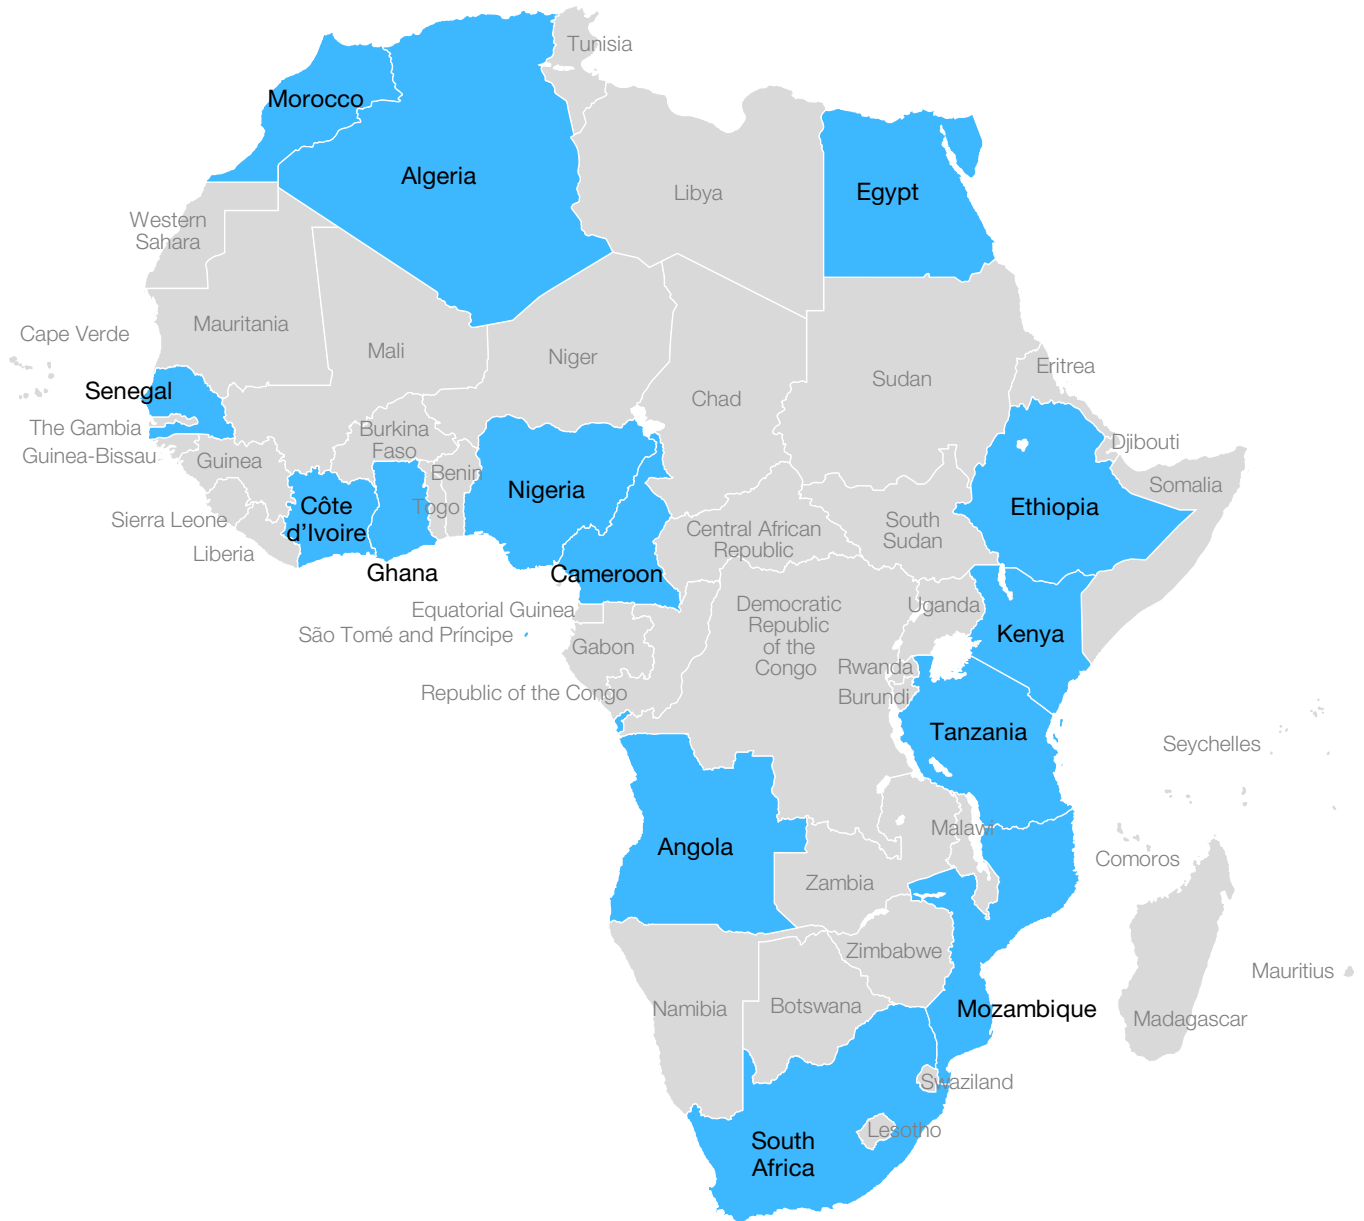 Tunisia
Morocco
Algeria
Libya
Egypt
Western
Sahara
Mauritania
Cape Verde
Mali
Niger
Chad
Sudan
Eritrea
Senegal
The Gambia
Guinea-Bissau
Guinea
Burkina
Faso
Benin
Togo
Djibouti
Somalia
Nigeria
Ethiopia
Côte
d’Ivoire
Sierra Leone
Liberia
Ghana
Central African
Republic
South
Sudan
Cameroon
Equatorial Guinea
São Tomé and Príncipe
Gabon
Republic of the Congo
Democratic
Republic
of the
Congo
Uganda
Kenya
Rwanda
Burundi
Tanzania
Seychelles
Angola
Malawi
Zambia
Comoros
Zimbabwe
Mauritius
Namibia
Botswana
Mozambique
Madagascar
Swaziland
Lesotho
South
Africa